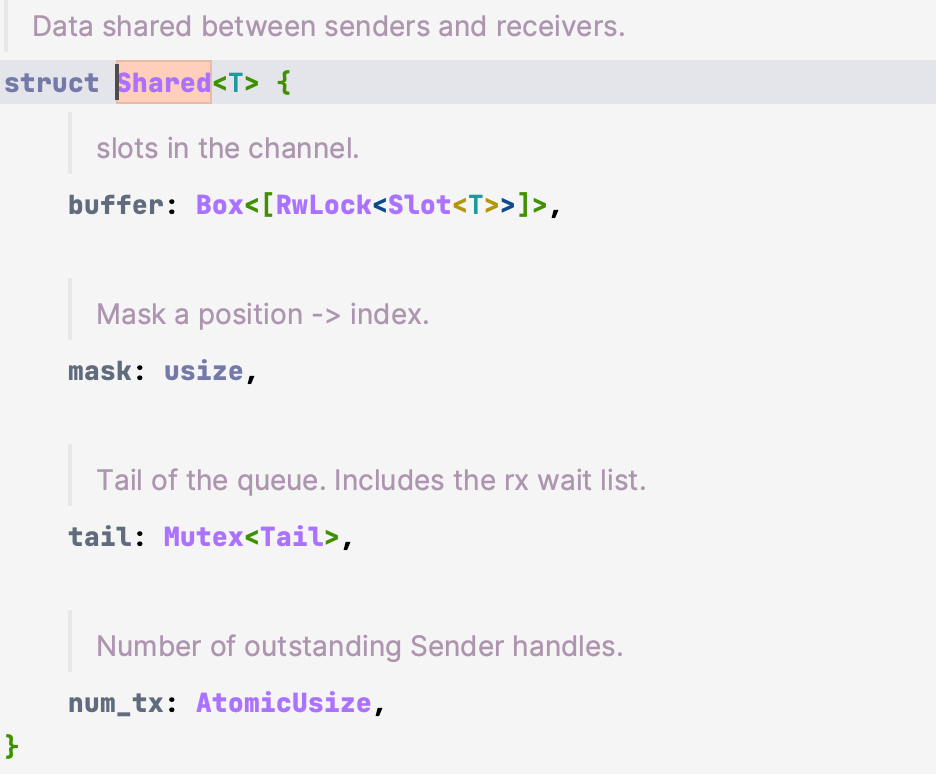 Data shared between senders and receivers.
struct Shared<T> {
slots in the channel.
buffer: Box<[RwLock<Slot<T>>]>,
Mask a position -> index.
mask: usize,
Tail of the queue. Includes the rx wait list.
tail: Mutex<Tail>,
Number of outstanding Sender handles.
num_tx: AtomicUsize,
}